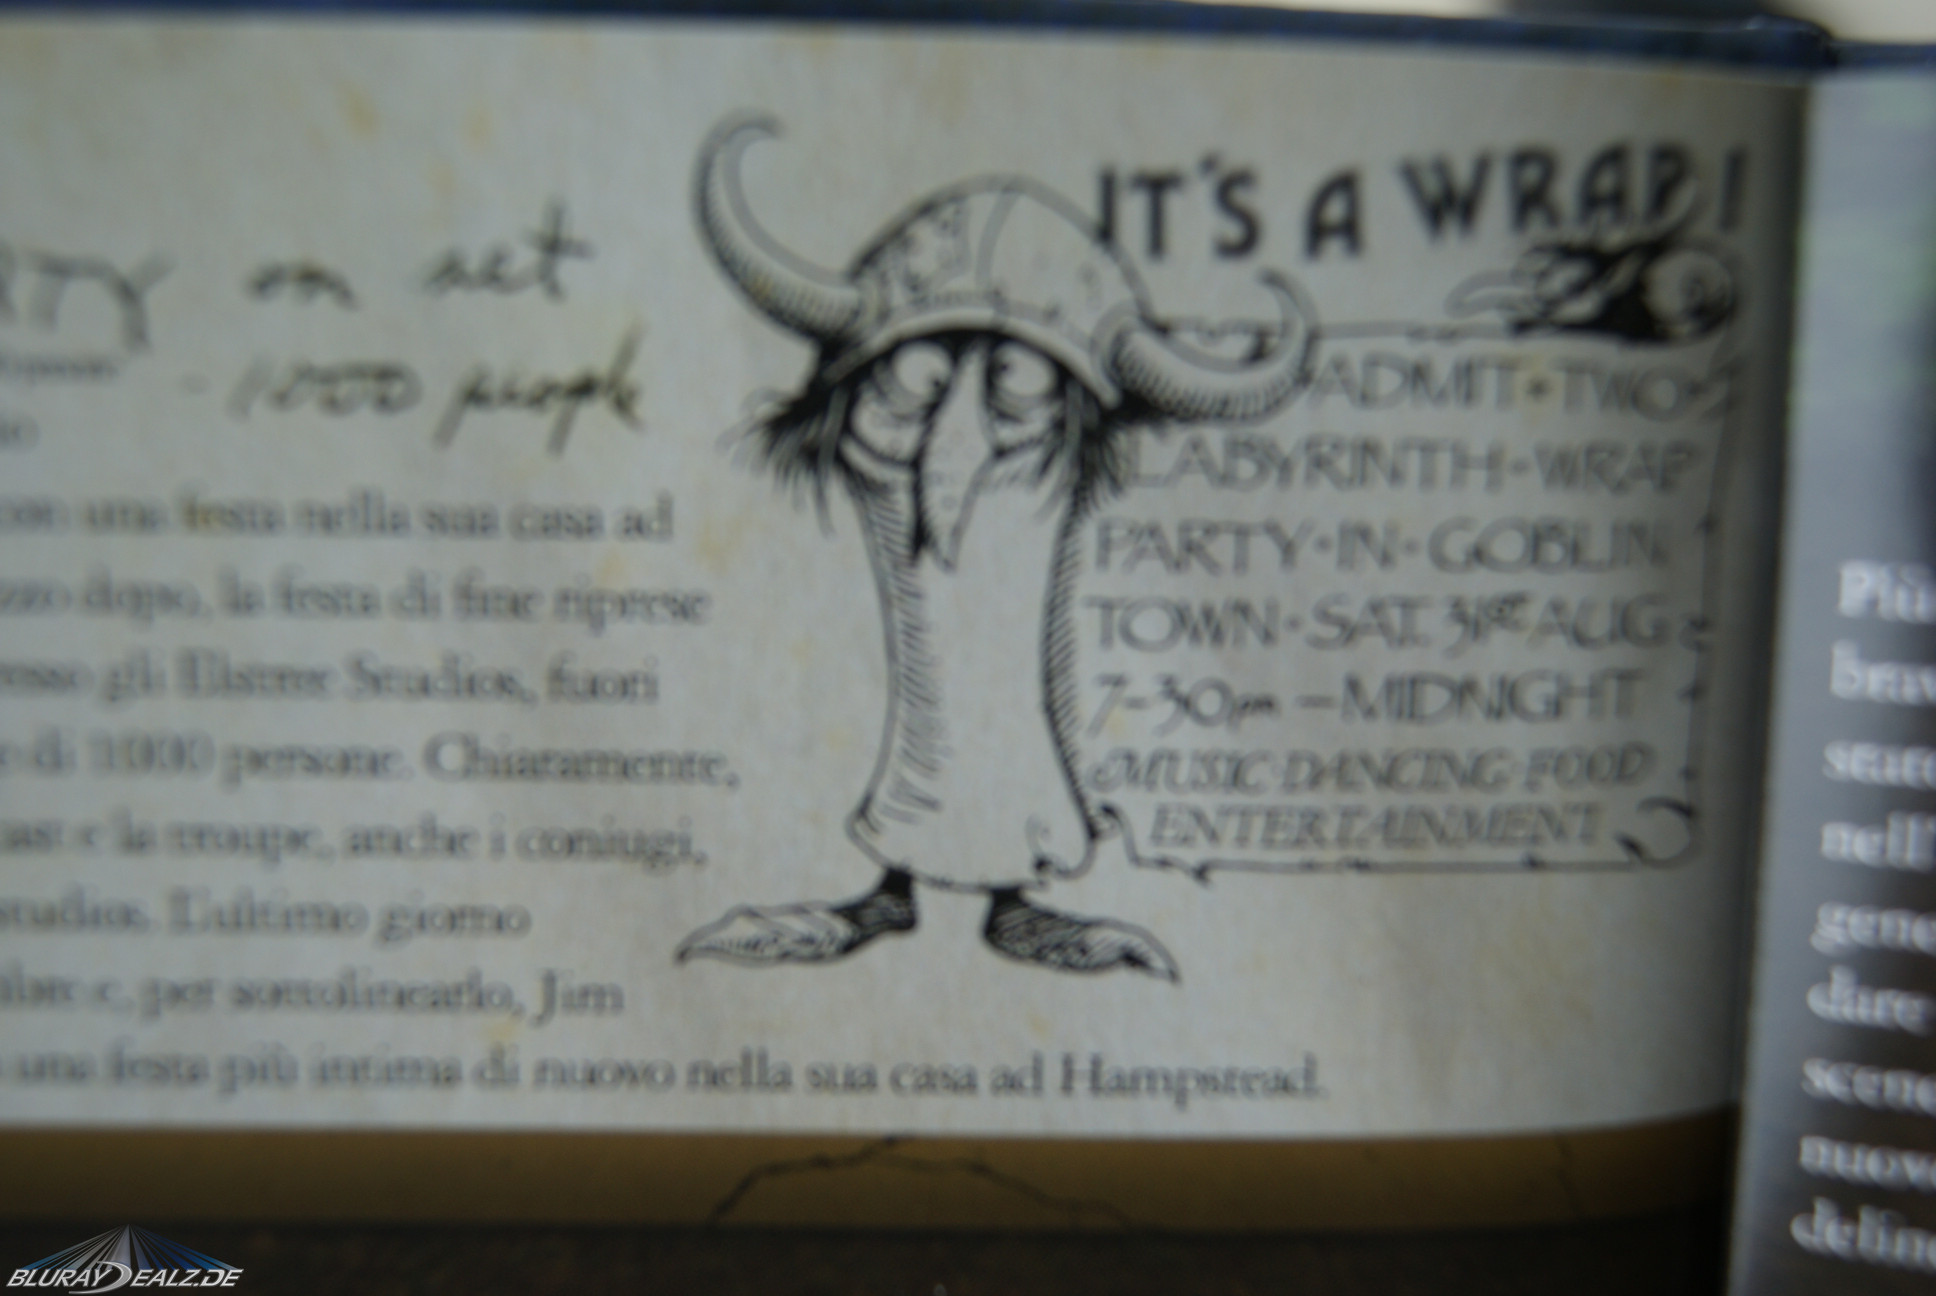 IT'S A WRAP!
on set
- 1000 people
ADMIT • TWO •
LABYRINTH • WRAP
PARTY • IN • GOBLIN
TOWN • SAT. 31st AUG
7-30pm — MIDNIGHT
MUSIC • DANCING • FOOD
ENTERTAINMENT
con una festa nella sua casa ad
dopo, la festa di fine riprese
gli Elstree Studios, fuori
di 1000 persone. Chiaramente,
e la troupe, anche i coniugi,
studios. L'ultimo giorno
e, per sottolinearlo, Jim
una festa più intima di nuovo nella sua casa ad Hampstead.
Più
nell'
dare
BLURAYDEALZ.DE